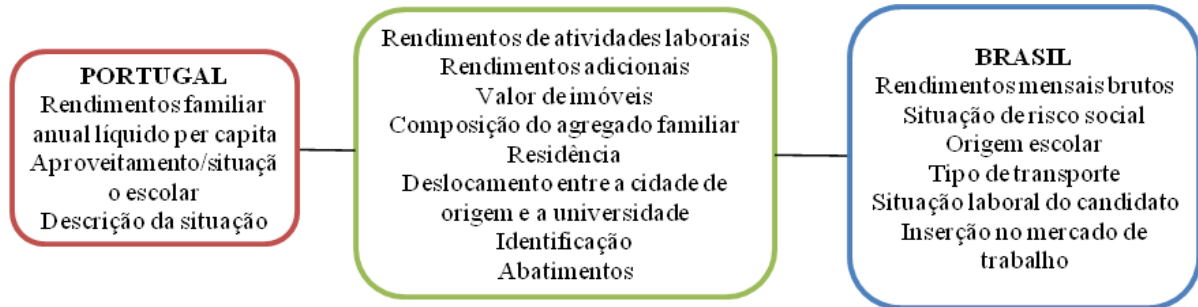 PORTUGAL
Rendimentos familiar
anual líquido per capita
Aproveitamento/situaçã
o escolar
Descrição da situação
Rendimentos de atividades laborais
Rendimentos adicionais
Valor de imóveis
Composição do agregado familiar
Residência
Deslocamento entre a cidade de
origem e a universidade
Identificação
Abatimentos
BRASIL
Rendimentos mensais brutos
Situação de risco social
Origem escolar
Tipo de transporte
Situação laboral do candidato
Inserção no mercado de
trabalho